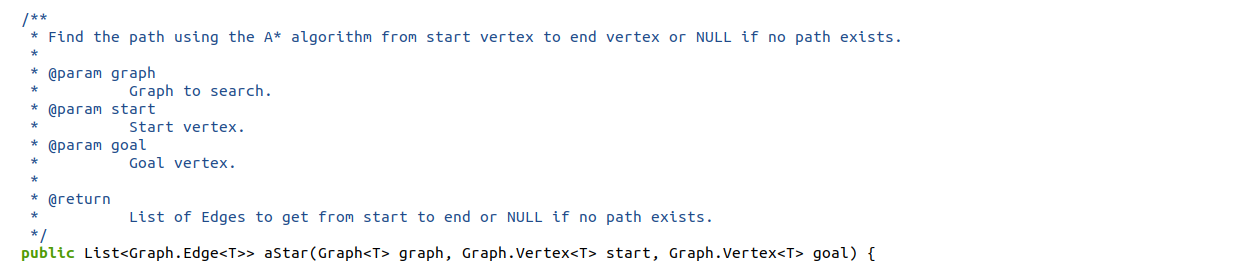 /**
 * Find the path using the A* algorithm from start vertex to end vertex or NULL if no path exists.
 *
 * @param graph
 *          Graph to search.
 * @param start
 *          Start vertex.
 * @param goal
 *          Goal vertex.
 *
 * @return
 *          List of Edges to get from start to end or NULL if no path exists.
 */
public List<Graph.Edge<T>> aStar(Graph<T> graph, Graph.Vertex<T> start, Graph.Vertex<T> goal) {